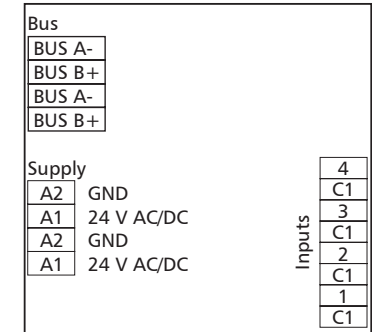 Bus
BUS A-
BUS B+
BUS A-
BUS B+
Supply
A2 GND
A1 24 V AC/DC
A2 GND
A1 24 V AC/DC
Inputs
4
C1
3
C1
2
C1
1
C1